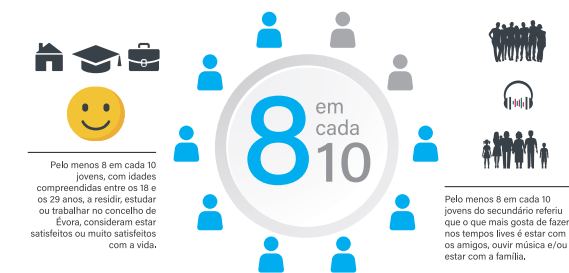 8
em
cada
10
Pelo menos 8 em cada 10
jovens, com idades
compreendidas entre os 18 e
os 29 anos, a residir, estudar
ou trabalhar no concelho de
Évora, consideram estar
satisfeitos ou muito satisfeitos
com a vida.
Pelo menos 8 em cada 10
jovens do secundário referiu
que o que mais gosta de fazer
nos tempos lives é estar com
os amigos, ouvir música e/ou
estar com a família.